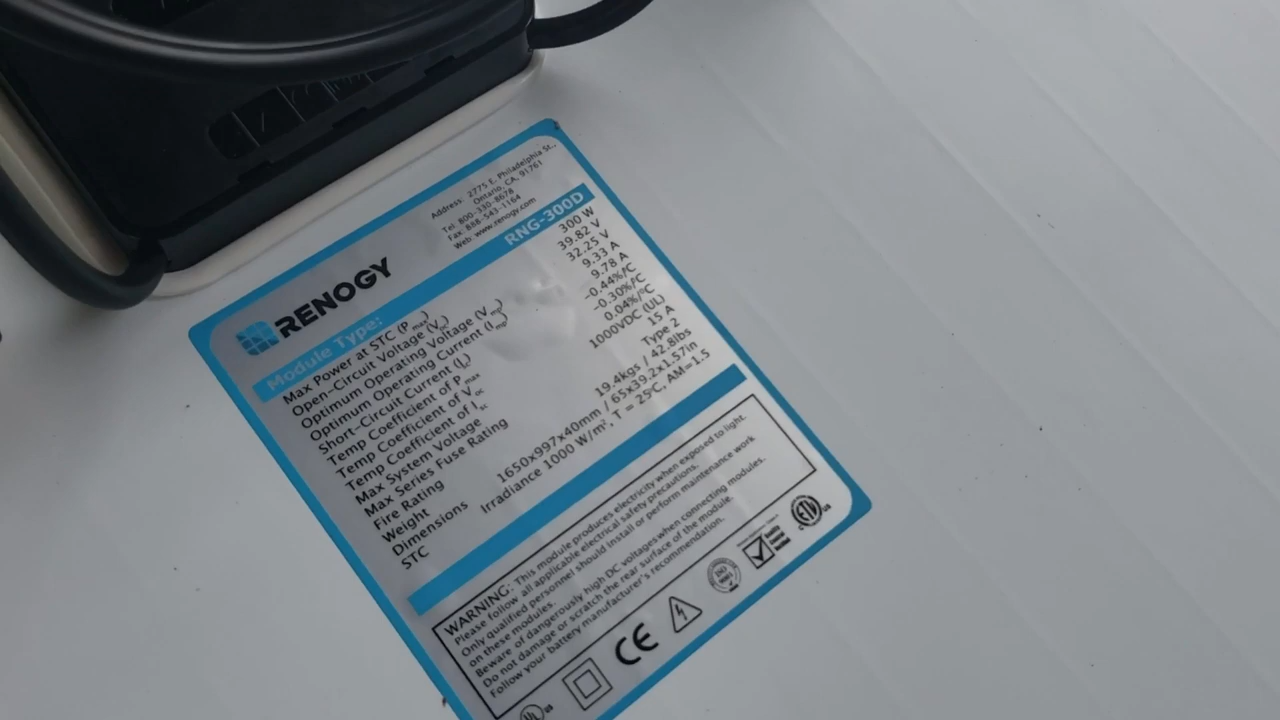 RENOGY
Address: 2775 E. Philadelphia St.,
Ontario, CA, 91761
Tel: 800-330-8678
Fax: 888-543-1164
Web: www.renogy.com
Module Type: RNG-300D
Max Power at STC (Pmax) 300 W
Open-Circuit Voltage (Voc) 39.82 V
Optimum Operating Voltage (Vmp) 32.25 V
Optimum Operating Current (Imp) 9.33 A
Short-Circuit Current (Isc) 9.78 A
Temp Coefficient of Pmax -0.44%/°C
Temp Coefficient of Voc -0.30%/°C
Temp Coefficient of Isc 0.04%/°C
Max System Voltage 1000VDC (UL)
Max Series Fuse Rating 15 A
Fire Rating Type 2
Weight 19.4kgs / 42.8lbs
Dimensions 1650x997x40mm / 65x39.2x1.57in
STC Irradiance 1000 W/m², T = 25°C, AM=1.5
WARNING: This module produces electricity when exposed to light.
Please follow all applicable electrical safety precautions.
Only qualified personnel should install or perform maintenance work
on these modules.
Beware of dangerously high DC voltages when connecting modules.
Do not damage or scratch the rear surface of the module.
Follow your battery manufacturer's recommendation.
UL US
CE
ISO 9001
ETL US